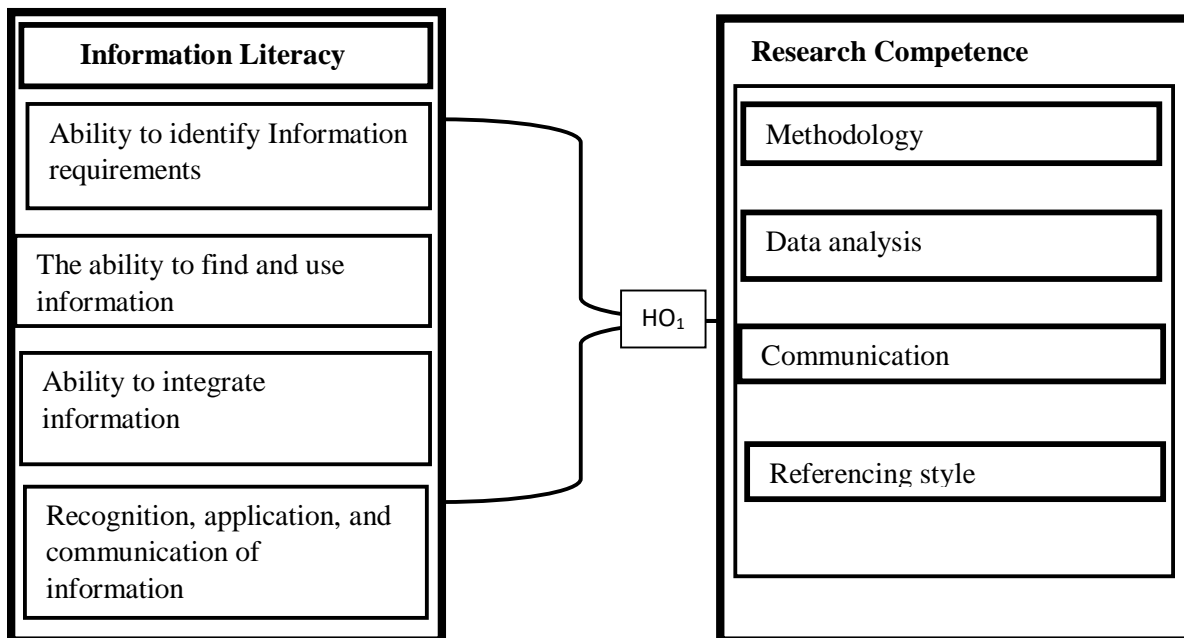 Information Literacy
Ability to identify Information
requirements
The ability to find and use
information
Ability to integrate
information
Recognition, application, and
communication of
information
HO₁
Research Competence
Methodology
Data analysis
Communication
Referencing style